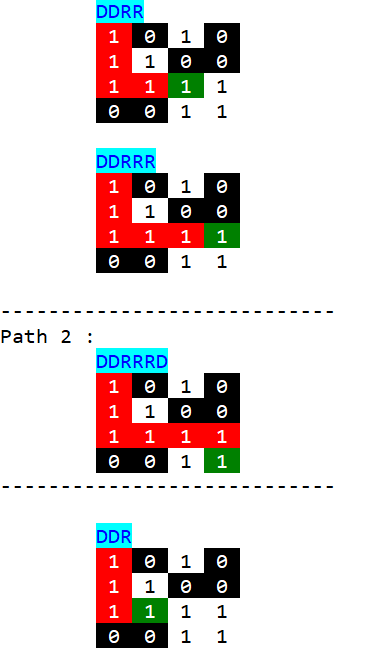 DDRR
1 0 1 0
1 1 0 0
1 1 1 1
0 0 1 1
DDRRR
1 0 1 0
1 1 0 0
1 1 1 1
0 0 1 1
----------------------------
Path 2 :
DDRRRD
1 0 1 0
1 1 0 0
1 1 1 1
0 0 1 1
----------------------------
DDR
1 0 1 0
1 1 0 0
1 1 1 1
0 0 1 1